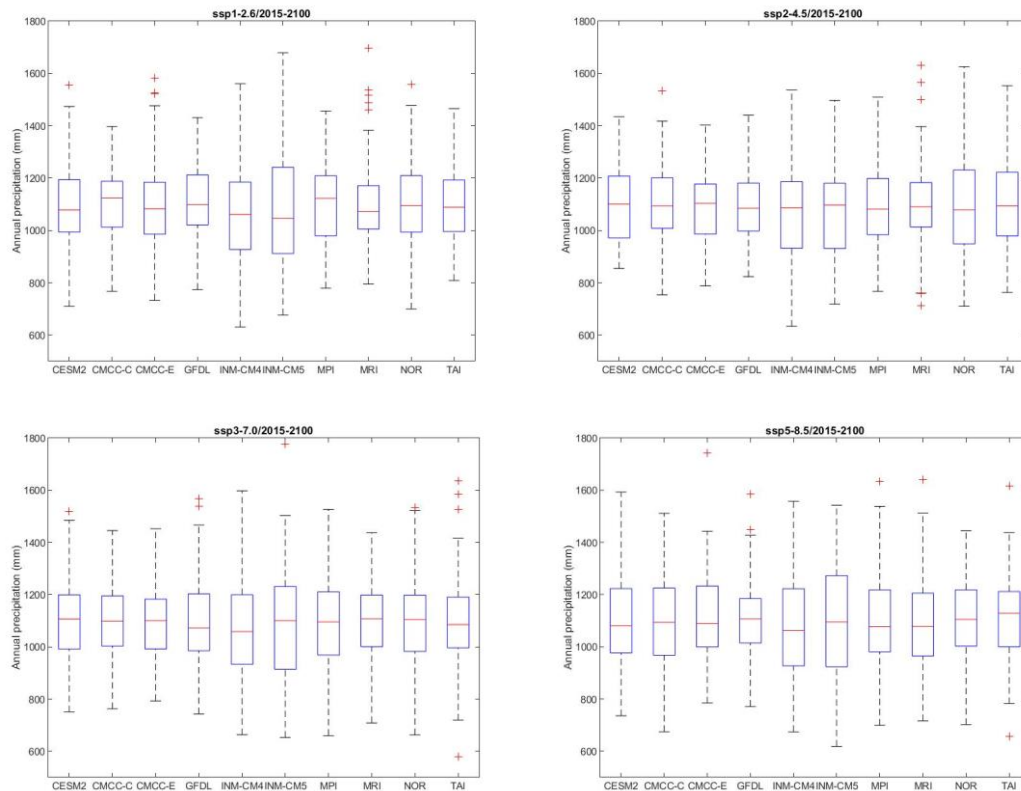 ssp1-2.6/2015-2100
Annual precipitation (mm)
1800
1600
1400
1200
1000
800
600
CESM2 CMCC-C CMCC-E GFDL INM-CM4 INM-CM5 MPI MRI NOR TAI
ssp2-4.5/2015-2100
Annual precipitation (mm)
1800
1600
1400
1200
1000
800
600
CESM2 CMCC-C CMCC-E GFDL INM-CM4 INM-CM5 MPI MRI NOR TAI
ssp3-7.0/2015-2100
Annual precipitation (mm)
1800
1600
1400
1200
1000
800
600
CESM2 CMCC-C CMCC-E GFDL INM-CM4 INM-CM5 MPI MRI NOR TAI
ssp5-8.5/2015-2100
Annual precipitation (mm)
1800
1600
1400
1200
1000
800
600
CESM2 CMCC-C CMCC-E GFDL INM-CM4 INM-CM5 MPI MRI NOR TAI